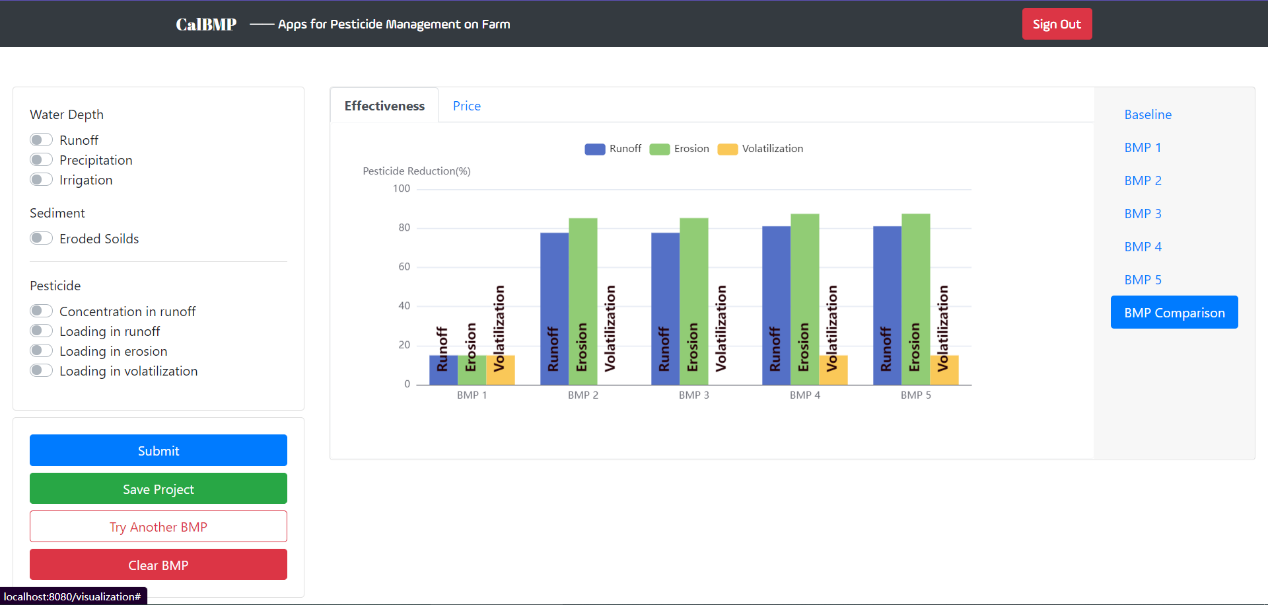 CalBMP —— Apps for Pesticide Management on Farm
Sign Out
Water Depth
Runoff
Precipitation
Irrigation
Sediment
Eroded Soilds
Pesticide
Concentration in runoff
Loading in runoff
Loading in erosion
Loading in volatilization
Submit
Save Project
Try Another BMP
Clear BMP
Effectiveness Price
Runoff Erosion Volatilization
Pesticide Reduction(%)
100
80
60
40
20
0
Runoff Erosion Volatilization Runoff Erosion Volatilization Runoff Erosion Volatilization Runoff Erosion Volatilization Runoff Erosion Volatilization
BMP 1 BMP 2 BMP 3 BMP 4 BMP 5
Baseline
BMP 1
BMP 2
BMP 3
BMP 4
BMP 5
BMP Comparison
localhost:8080/visualization#